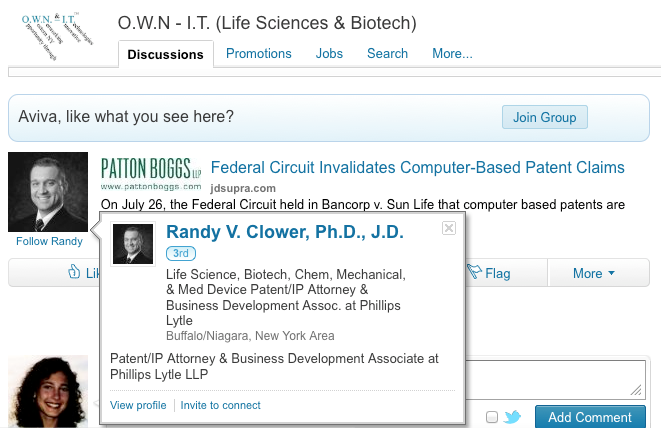 O.W.N. & I.T.
O.W.N - I.T. (Life Sciences & Biotech)
Discussions
Promotions
Jobs
Search
More...
Aviva, like what you see here?
Join Group
PATTON BOGGS LLP
www.pattonboggs.com
Federal Circuit Invalidates Computer-Based Patent Claims
jdsupra.com
On July 26, the Federal Circuit held in Bancorp v. Sun Life that computer based patents are
Follow Randy
Randy V. Clower, Ph.D., J.D.
3rd
Life Science, Biotech, Chem, Mechanical,
& Med Device Patent/IP Attorney &
Business Development Assoc. at Phillips
Lytle
Buffalo/Niagara, New York Area
Patent/IP Attorney & Business Development Associate at
Phillips Lytle LLP
View profile
Invite to connect
Flag
More
Add Comment